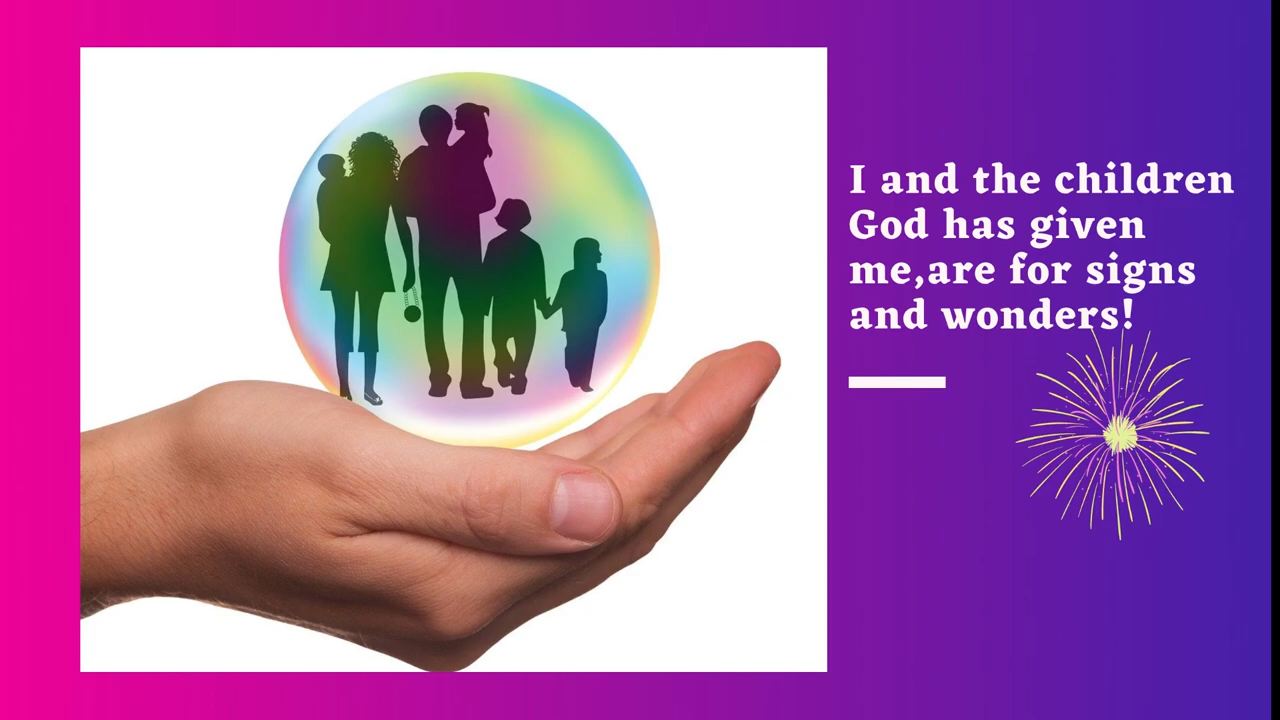 I and the children
God has given
me,are for signs
and wonders!